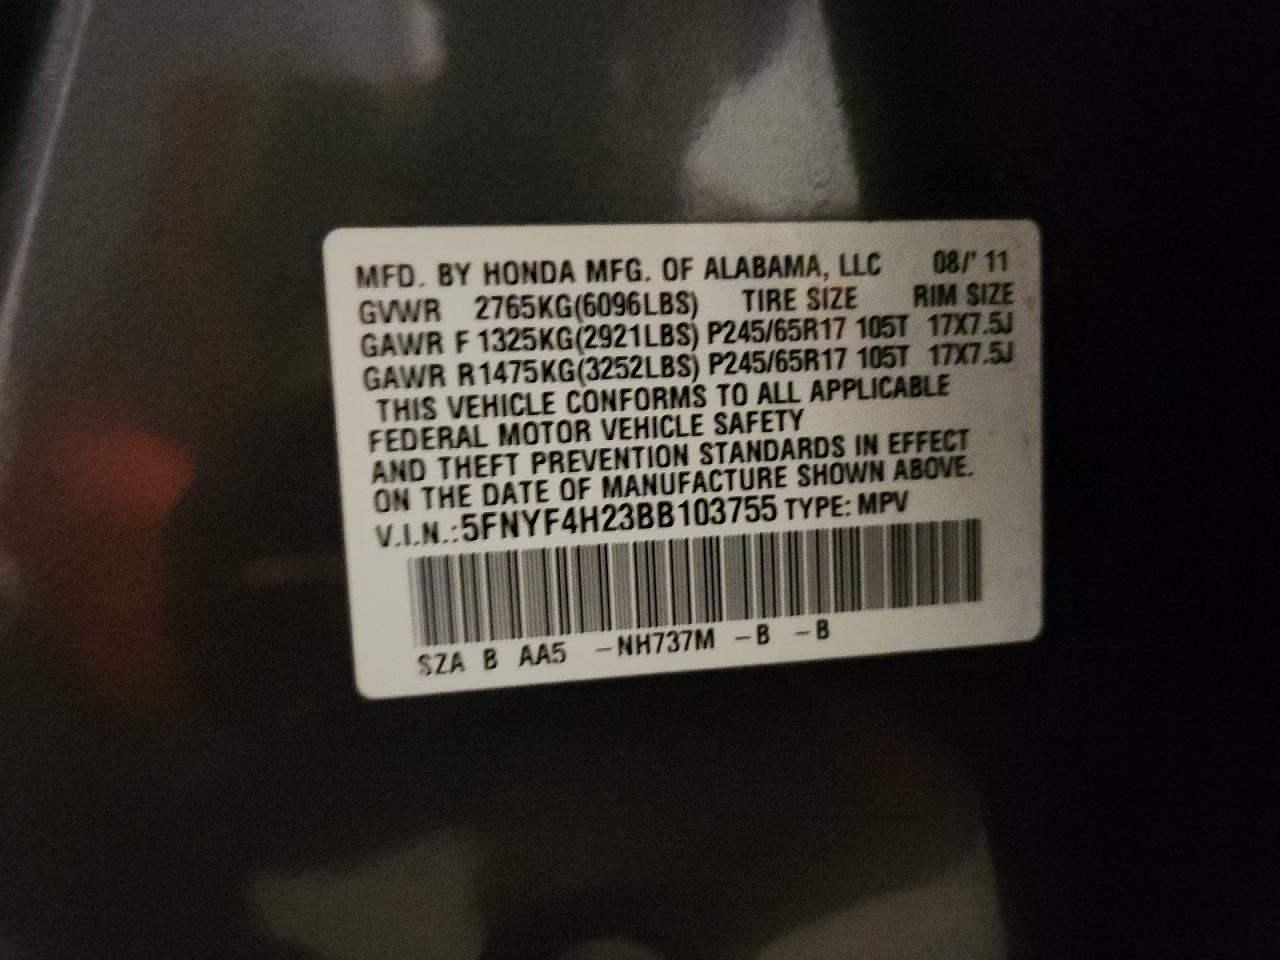 MFD. BY HONDA MFG. OF ALABAMA, LLC 08/' 11
GVWR 2765KG(6096LBS) TIRE SIZE RIM SIZE
GAWR F 1325KG(2921LBS) P245/65R17 105T 17X7.5J
GAWR R1475KG(3252LBS) P245/65R17 105T 17X7.5J
THIS VEHICLE CONFORMS TO ALL APPLICABLE
FEDERAL MOTOR VEHICLE SAFETY
AND THEFT PREVENTION STANDARDS IN EFFECT
ON THE DATE OF MANUFACTURE SHOWN ABOVE.
V.I.N.:5FNYF4H23BB103755 TYPE: MPV
SZA B AA5 -NH737M -B -B